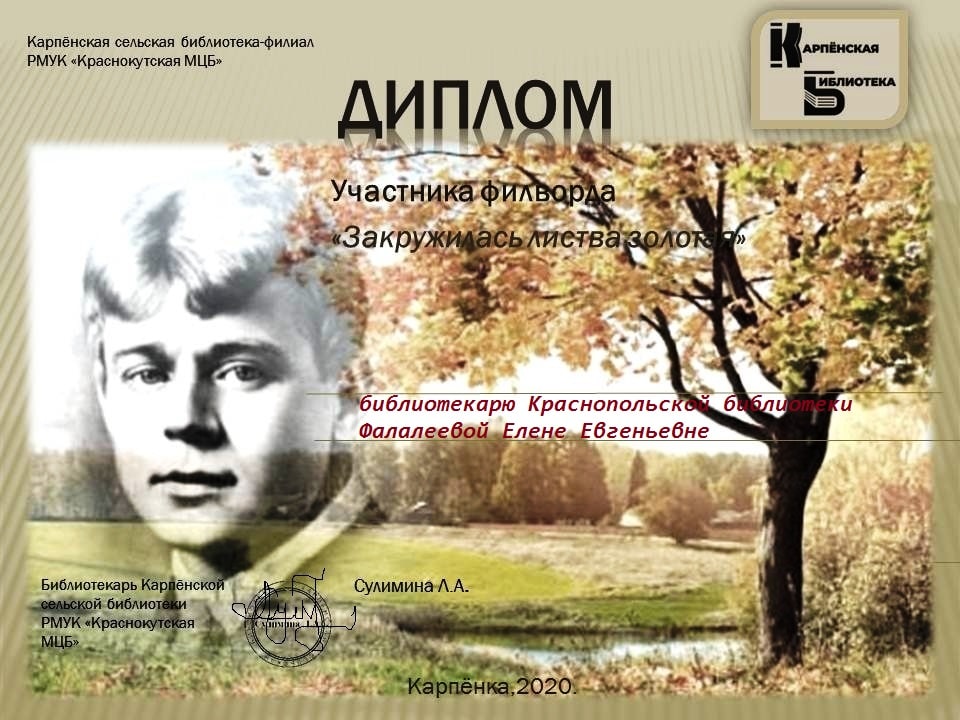 Карпёнская сельская библиотека-филиал
РМУК «Краснокутская МЦБ»
КАРПЁНСКАЯ
БИБЛИОТЕКА
ДИПЛОМ
Участника филворда
«Закружилась листва золотая»
библиотекарю Краснопольской библиотеки
Фалалеевой Елене Евгеньевне
Библиотекарь Карпёнской
сельской библиотеки
РМУК «Краснокутская
МЦБ»
Сулимина Л.А.
Карпёнка,2020.